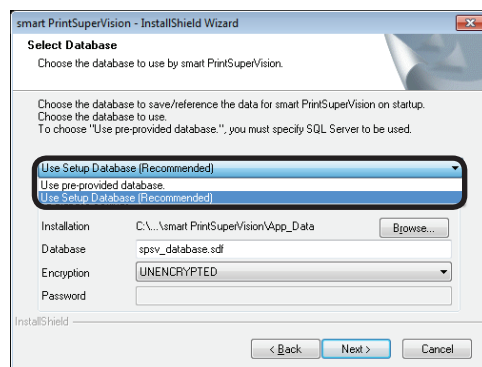 smart PrintSuperVision - InstallShield Wizard
Select Database
Choose the database to use by smart PrintSuperVision.
Choose the database to save/reference the data for smart PrintSuperVision on startup.
Choose the database to use.
To choose "Use pre-provided database.", you must specify SQL Server to be used.
Use Setup Database (Recommended)
Use pre-provided database.
Use Setup Database (Recommended)
Installation C:\...\smart PrintSuperVision\App_Data Browse...
Database spsv_database.sdf
Encryption UNENCRYPTED
Password
InstallShield
< Back Next > Cancel